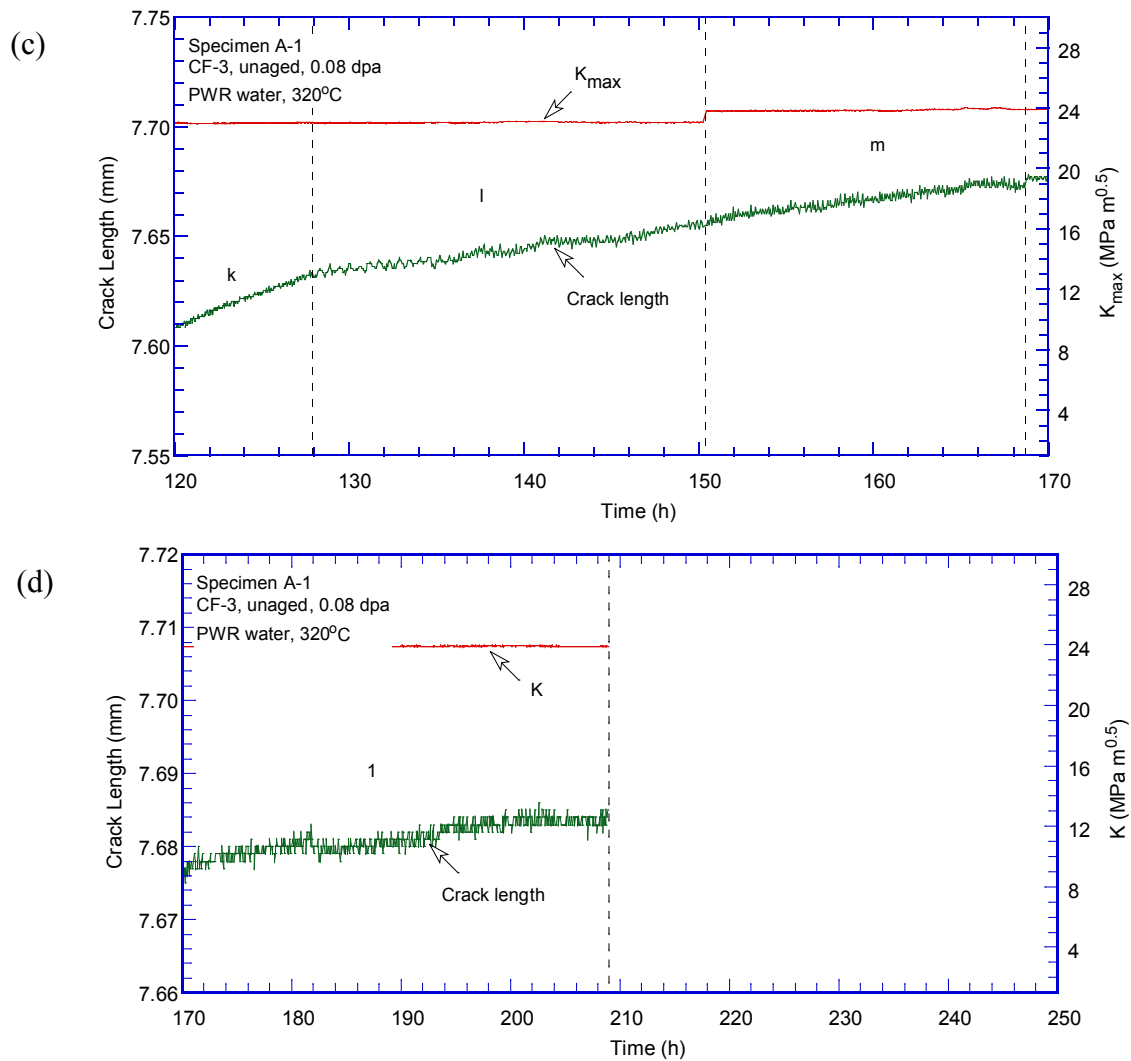 (c)
7.75
7.70
7.65
7.60
7.55
Crack Length (mm)
Specimen A-1
CF-3, unaged, 0.08 dpa
PWR water, 320°C
Kmax
k
l
m
Crack length
28
24
20
16
12
8
4
Kmax (MPa m0.5)
120 130 140 150 160 170
Time (h)
(d)
7.72
7.71
7.70
7.69
7.68
7.67
7.66
Crack Length (mm)
Specimen A-1
CF-3, unaged, 0.08 dpa
PWR water, 320°C
K
1
Crack length
28
24
20
16
12
8
4
K (MPa m0.5)
170 180 190 200 210 220 230 240 250
Time (h)